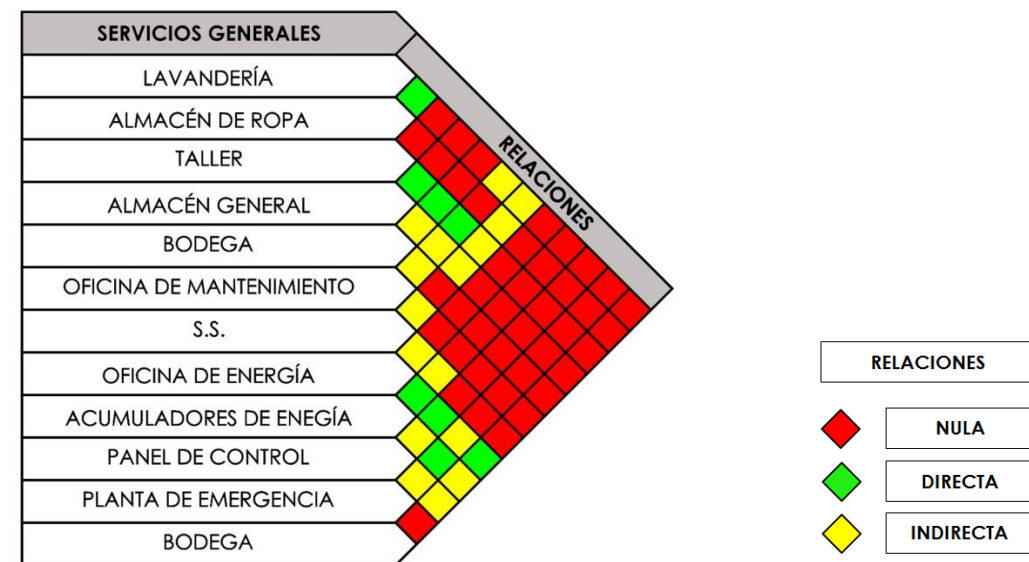 SERVICIOS GENERALES
LAVANDERÍA
ALMACÉN DE ROPA
TALLER
ALMACÉN GENERAL
BODEGA
OFICINA DE MANTENIMIENTO
S.S.
OFICINA DE ENERGÍA
ACUMULADORES DE ENEGÍA
PANEL DE CONTROL
PLANTA DE EMERGENCIA
BODEGA
RELACIONES
RELACIONES
NULA
DIRECTA
INDIRECTA